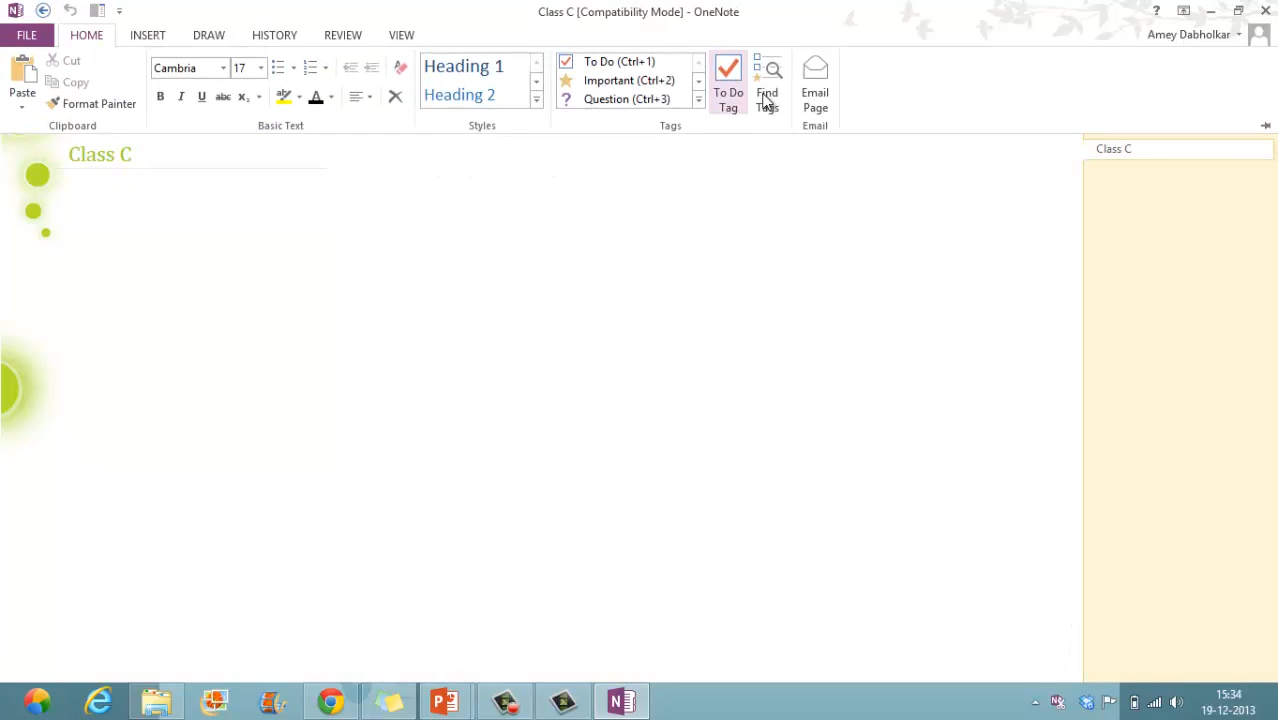 Class C [Compatibility Mode] - OneNote
?
FILE HOME INSERT DRAW HISTORY REVIEW VIEW
Amey Dabholkar
Paste
Cut
Copy
Format Painter
Clipboard
Cambria 17
B I U abc x₂ A
Basic Text
Heading 1
Heading 2
Styles
To Do (Ctrl+1)
Important (Ctrl+2)
? Question (Ctrl+3)
To Do
Tag
Find
Tags
Tags
Email
Page
Email
Class C
Class C
15:34
19-12-2013